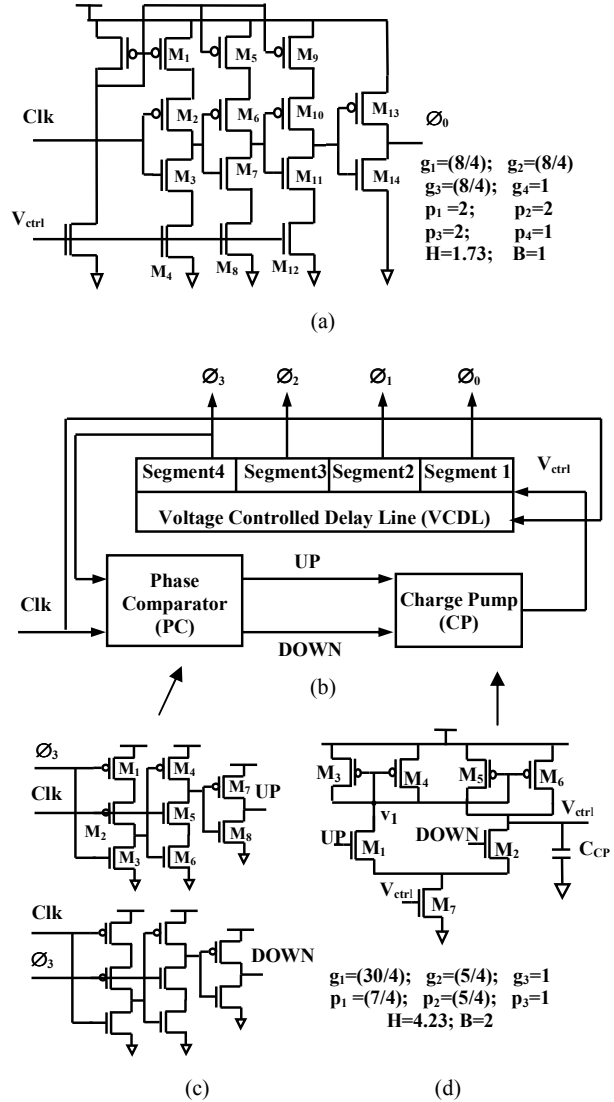 M₁
M₅
M₉
Clk
M₂
M₆
M₁₀
M₁₃
∅₀
M₃
M₇
M₁₁
M₁₄
V_ctrl
M₄
M₈
M₁₂
g₁=(8/4); g₂=(8/4)
g₃=(8/4); g₄=1
p₁ =2; p₂=2
p₃=2; p₄=1
H=1.73; B=1
(a)
∅₃ ∅₂ ∅₁ ∅₀
Segment4 Segment3 Segment2 Segment 1
V_ctrl
Voltage Controlled Delay Line (VCDL)
Clk
Phase
Comparator
(PC)
UP
DOWN
Charge Pump
(CP)
(b)
∅₃
Clk
M₁
M₄
M₇
UP
M₂
M₅
M₈
M₃
M₆
Clk
∅₃
DOWN
(c)
M₃
M₄
M₅
M₆
v₁
V_ctrl
UP
M₁
DOWN
M₂
C_CP
V_ctrl
M₇
g₁=(30/4); g₂=(5/4); g₃=1
p₁ =(7/4); p₂=(5/4); p₃=1
H=4.23; B=2
(d)